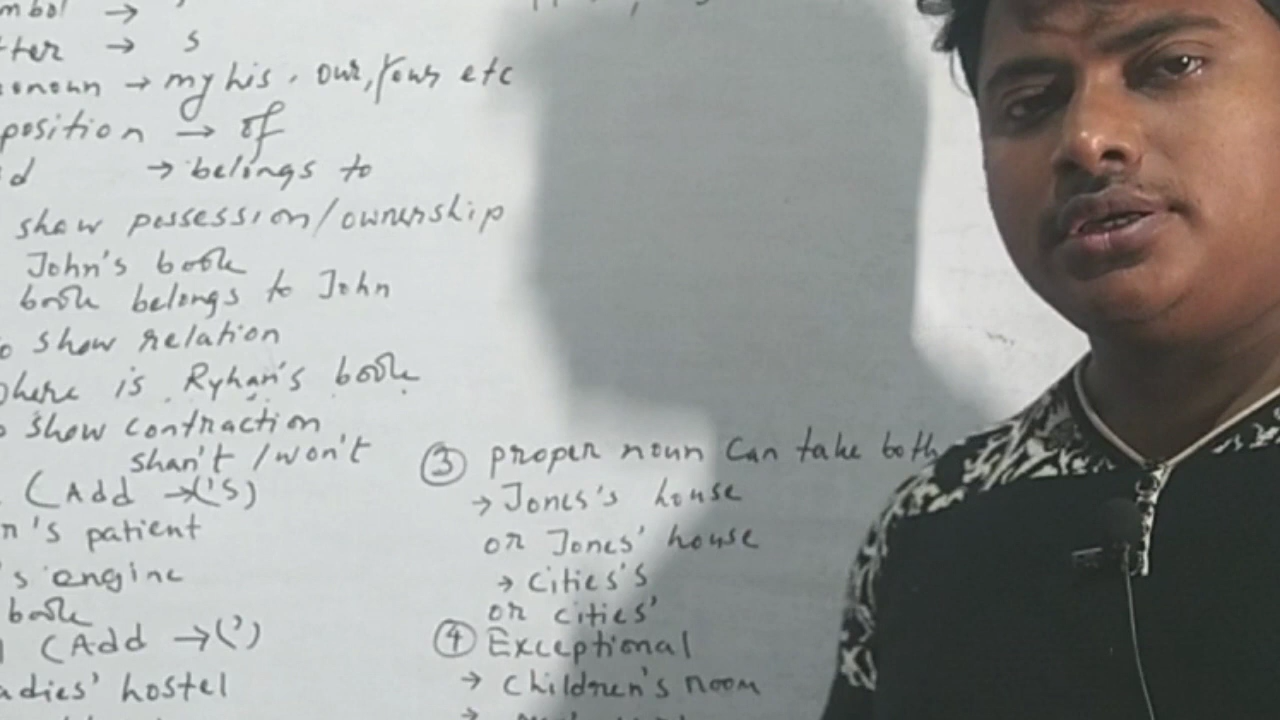 mbol →
tter → s
onoun → my his, our, your etc
position → of
d → belongs to
show possession/ownership
John's book
book belongs to John
o show relation
here is Ryhan's book
o show contraction
shan't / won't
(Add → ('s)
n's patient
's engine
book
(Add → (')
adies' hostel
③ proper noun Can take both
→ Jones's house
or Jones' house
→ cities's
or cities'
④ Exceptional
→ children's room